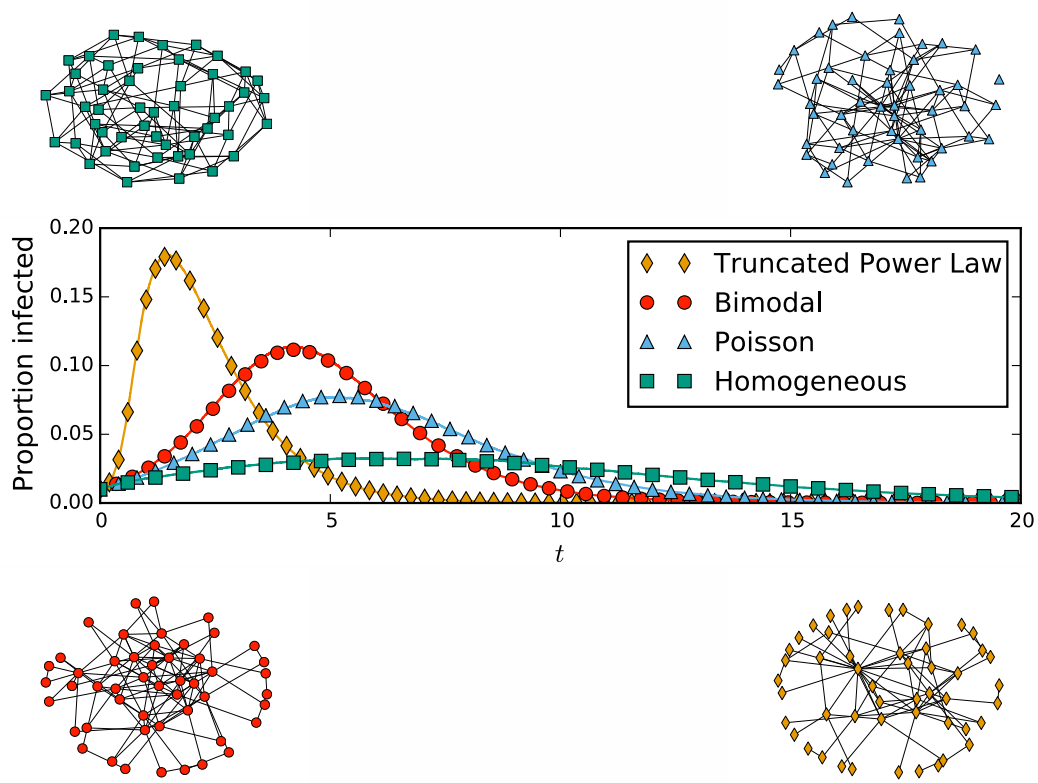 0.20
0.15
0.10
0.05
0.00
Proportion infected
Truncated Power Law
Bimodal
Poisson
Homogeneous
0
5
10
15
20
t